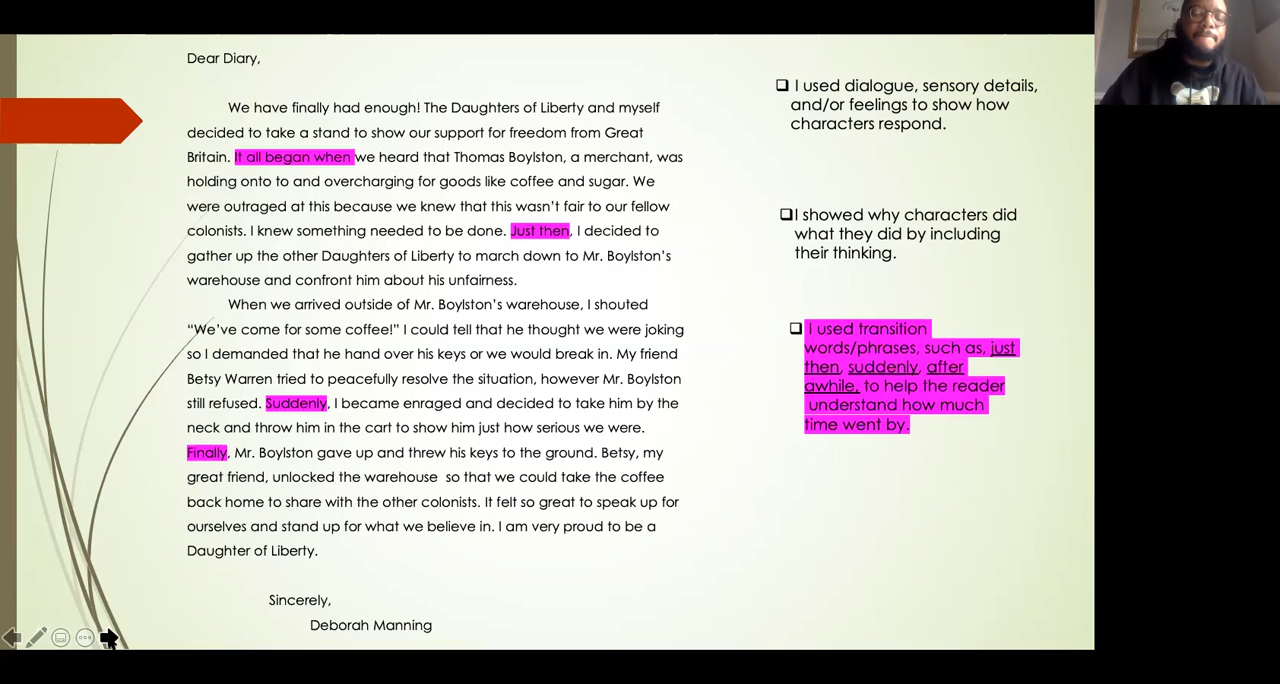 Dear Diary,
We have finally had enough! The Daughters of Liberty and myself
decided to take a stand to show our support for freedom from Great
Britain. It all began when we heard that Thomas Boylston, a merchant, was
holding onto to and overcharging for goods like coffee and sugar. We
were outraged at this because we knew that this wasn't fair to our fellow
colonists. I knew something needed to be done. Just then, I decided to
gather up the other Daughters of Liberty to march down to Mr. Boylston's
warehouse and confront him about his unfairness.
When we arrived outside of Mr. Boylston's warehouse, I shouted
“We've come for some coffee!” I could tell that he thought we were joking
so I demanded that he hand over his keys or we would break in. My friend
Betsy Warren tried to peacefully resolve the situation, however Mr. Boylston
still refused. Suddenly, I became enraged and decided to take him by the
neck and throw him in the cart to show him just how serious we were.
Finally, Mr. Boylston gave up and threw his keys to the ground. Betsy, my
great friend, unlocked the warehouse so that we could take the coffee
back home to share with the other colonists. It felt so great to speak up for
ourselves and stand up for what we believe in. I am very proud to be a
Daughter of Liberty.
Sincerely,
Deborah Manning
I used dialogue, sensory details,
and/or feelings to show how
characters respond.
I showed why characters did
what they did by including
their thinking.
I used transition
words/phrases, such as, just
then, suddenly, after
awhile, to help the reader
understand how much
time went by.